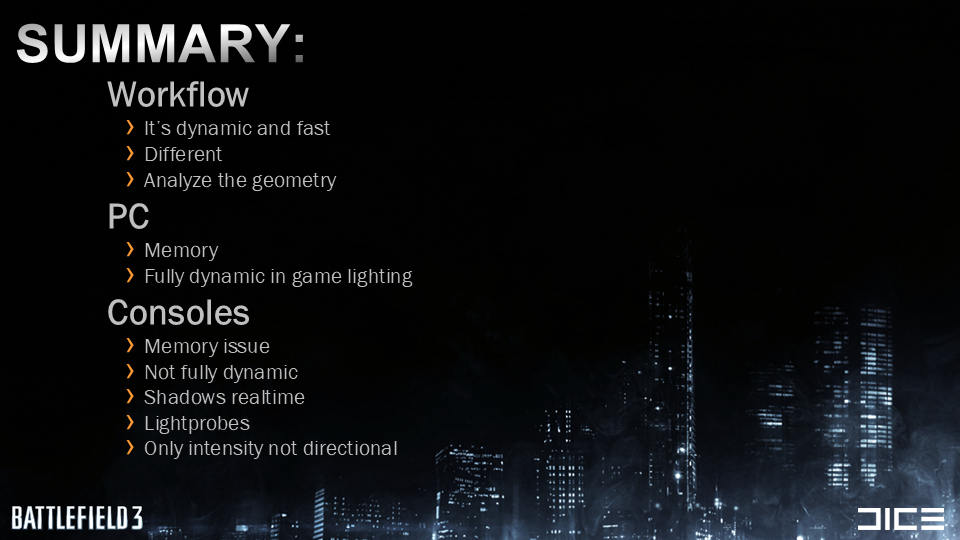 SUMMARY:
Workflow
› It's dynamic and fast
› Different
› Analyze the geometry
PC
› Memory
› Fully dynamic in game lighting
Consoles
› Memory issue
› Not fully dynamic
› Shadows realtime
› Lightprobes
› Only intensity not directional
BATTLEFIELD 3
DICE